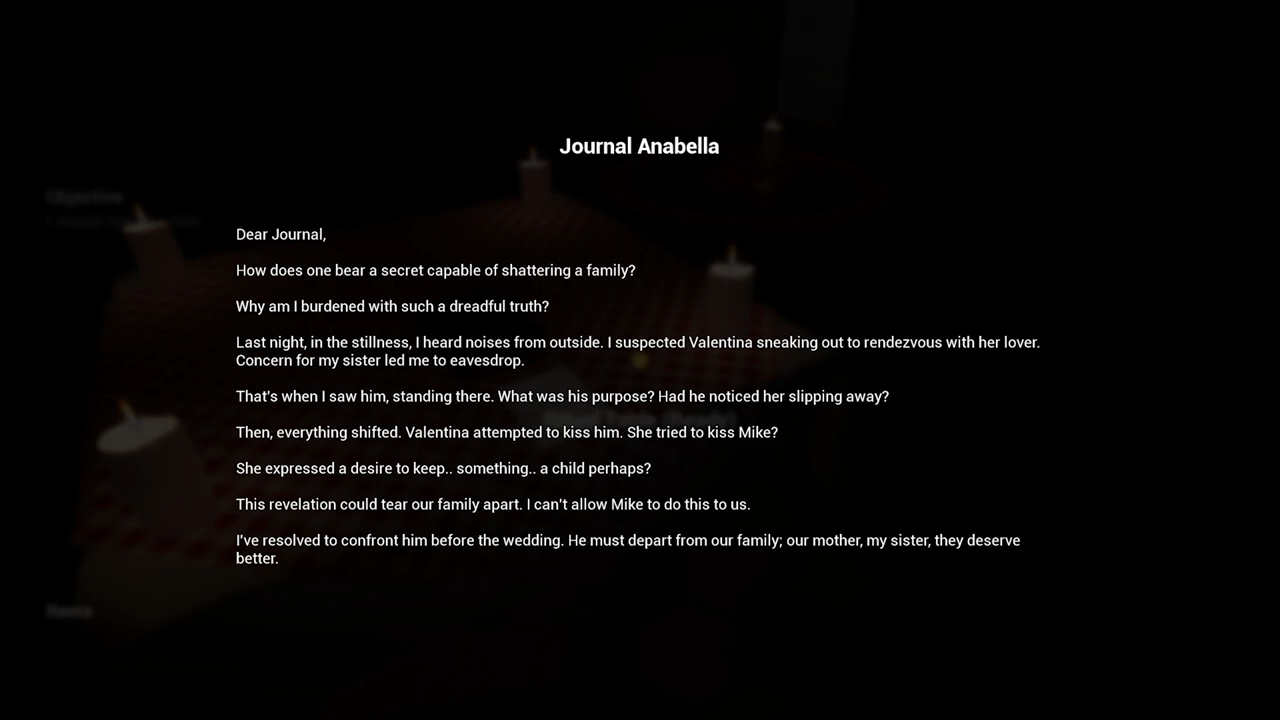 Journal Anabella
Objective
Dear Journal,
How does one bear a secret capable of shattering a family?
Why am I burdened with such a dreadful truth?
Last night, in the stillness, I heard noises from outside. I suspected Valentina sneaking out to rendezvous with her lover.
Concern for my sister led me to eavesdrop.
That's when I saw him, standing there. What was his purpose? Had he noticed her slipping away?
Then, everything shifted. Valentina attempted to kiss him. She tried to kiss Mike?
She expressed a desire to keep.. something.. a child perhaps?
This revelation could tear our family apart. I can't allow Mike to do this to us.
I've resolved to confront him before the wedding. He must depart from our family; our mother, my sister, they deserve
better.
Items